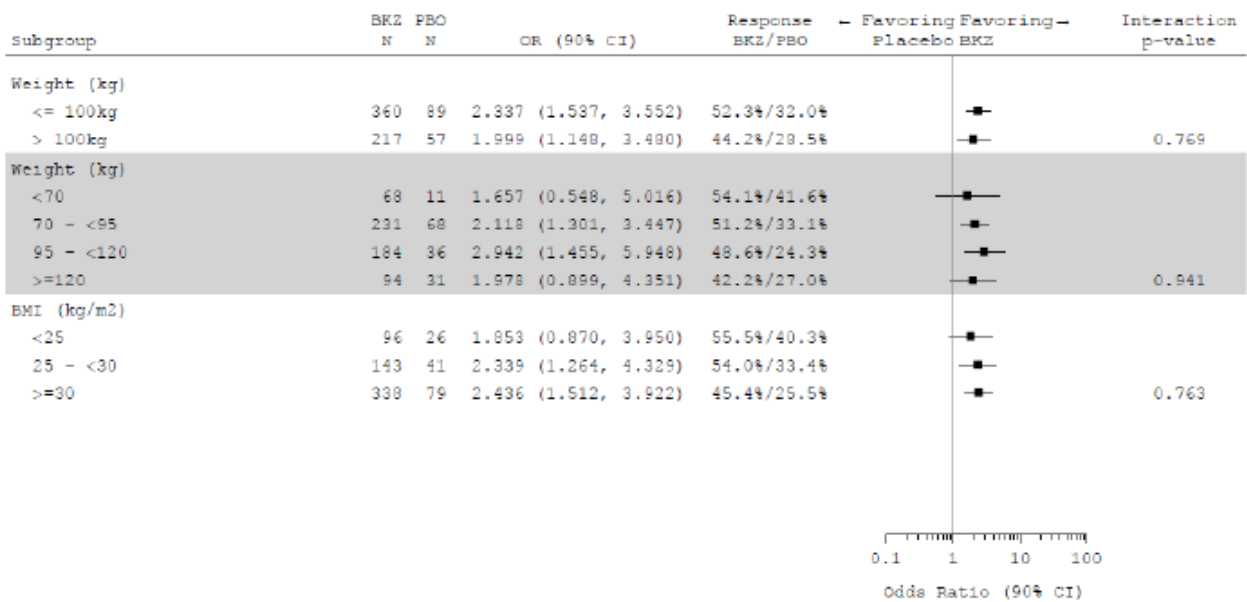 BKZ PBO Response ← Favoring Favoring→ Interaction
Subgroup N N OR (90% CI) BKZ/PBO Placebo BKZ p-value
Weight (kg)
<= 100kg 360 89 2.337 (1.537, 3.552) 52.3%/32.0%
> 100kg 217 57 1.999 (1.148, 3.480) 44.2%/28.5% 0.769
Weight (kg)
<70 68 11 1.657 (0.548, 5.016) 54.1%/41.6%
70 - <95 231 68 2.118 (1.301, 3.447) 51.2%/33.1%
95 - <120 184 36 2.942 (1.455, 5.948) 48.6%/24.3%
>=120 94 31 1.978 (0.899, 4.351) 42.2%/27.0% 0.941
BMI (kg/m2)
<25 96 26 1.853 (0.870, 3.950) 55.5%/40.3%
25 - <30 143 41 2.339 (1.264, 4.329) 54.0%/33.4%
>=30 338 79 2.436 (1.512, 3.922) 45.4%/25.5% 0.763
0.1 1 10 100
Odds Ratio (90% CI)